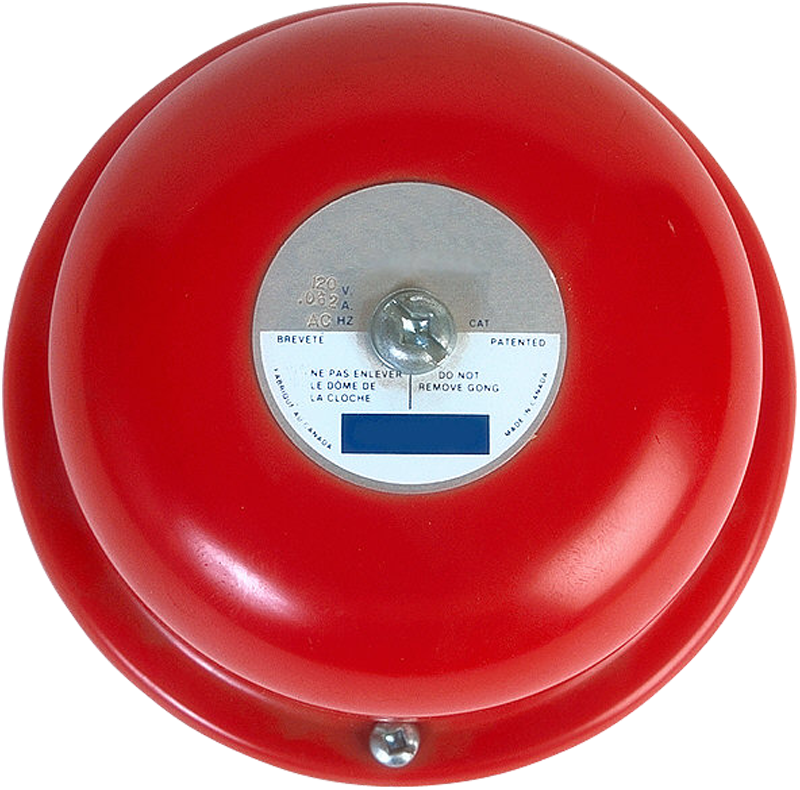 120 V.
.062 A.
AC HZ
CAT
BREVETÉ
PATENTED
NE PAS ENLEVER
LE DÔME DE
LA CLOCHE
DO NOT
REMOVE GONG
FABRIQUÉ AU CANADA
MADE IN CANADA